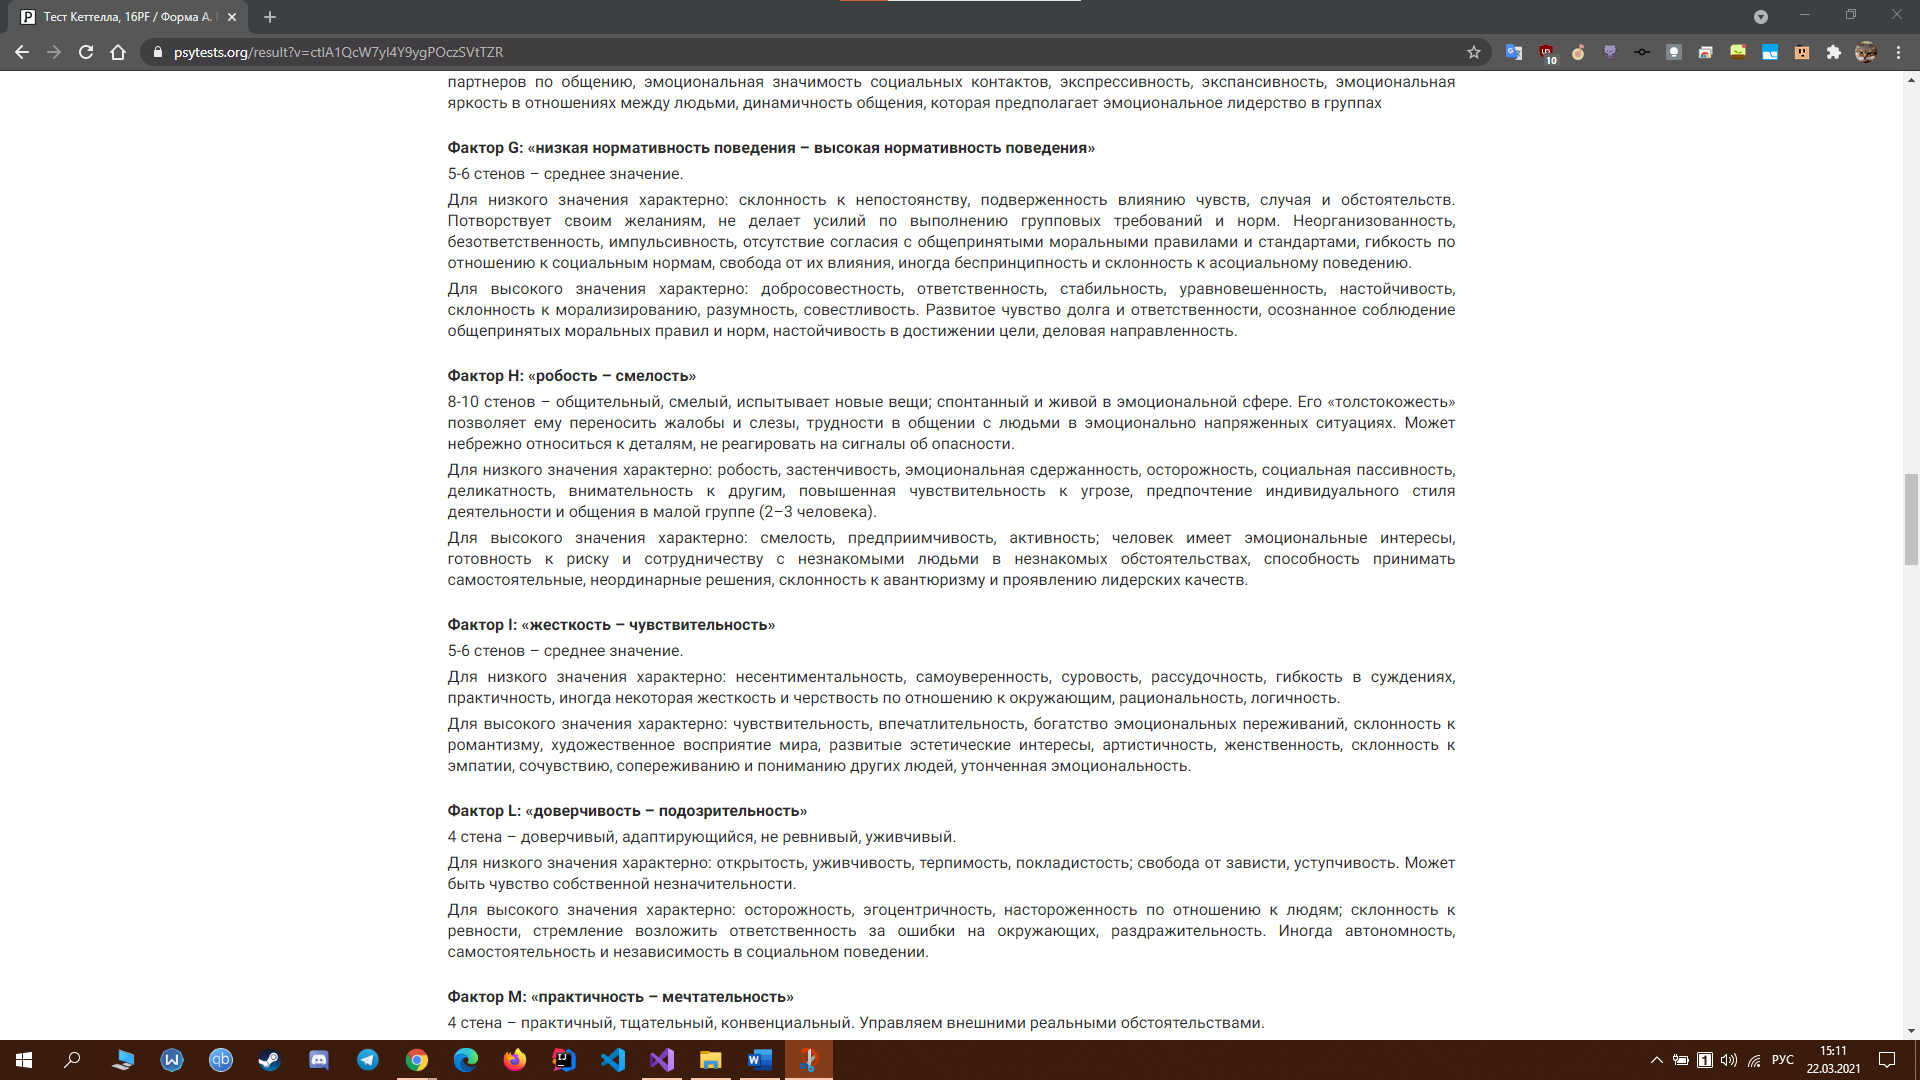 Тест Кеттелла, 16PF / Форма А.
psytests.org/result?v=ctlA1QcW7yl4Y9ygPOczSVtTZR
10
партнеров по общению, эмоциональная значимость социальных контактов, экспрессивность, экспансивность, эмоциональная
яркость в отношениях между людьми, динамичность общения, которая предполагает эмоциональное лидерство в группах
Фактор G: «низкая нормативность поведения – высокая нормативность поведения»
5-6 стенов – среднее значение.
Для низкого значения характерно: склонность к непостоянству, подверженность влиянию чувств, случая и обстоятельств.
Потворствует своим желаниям, не делает усилий по выполнению групповых требований и норм. Неорганизованность,
безответственность, импульсивность, отсутствие согласия с общепринятыми моральными правилами и стандартами, гибкость по
отношению к социальным нормам, свобода от их влияния, иногда беспринципность и склонность к асоциальному поведению.
Для высокого значения характерно: добросовестность, ответственность, стабильность, уравновешенность, настойчивость,
склонность к морализированию, разумность, совестливость. Развитое чувство долга и ответственности, осознанное соблюдение
общепринятых моральных правил и норм, настойчивость в достижении цели, деловая направленность.
Фактор H: «робость – смелость»
8-10 стенов – общительный, смелый, испытывает новые вещи; спонтанный и живой в эмоциональной сфере. Его «толстокожесть»
позволяет ему переносить жалобы и слезы, трудности в общении с людьми в эмоционально напряженных ситуациях. Может
небрежно относиться к деталям, не реагировать на сигналы об опасности.
Для низкого значения характерно: робость, застенчивость, эмоциональная сдержанность, осторожность, социальная пассивность,
деликатность, внимательность к другим, повышенная чувствительность к угрозе, предпочтение индивидуального стиля
деятельности и общения в малой группе (2–3 человека).
Для высокого значения характерно: смелость, предприимчивость, активность; человек имеет эмоциональные интересы,
готовность к риску и сотрудничеству с незнакомыми людьми в незнакомых обстоятельствах, способность принимать
самостоятельные, неординарные решения, склонность к авантюризму и проявлению лидерских качеств.
Фактор I: «жесткость – чувствительность»
5-6 стенов – среднее значение.
Для низкого значения характерно: несентиментальность, самоуверенность, суровость, рассудочность, гибкость в суждениях,
практичность, иногда некоторая жесткость и черствость по отношению к окружающим, рациональность, логичность.
Для высокого значения характерно: чувствительность, впечатлительность, богатство эмоциональных переживаний, склонность к
романтизму, художественное восприятие мира, развитые эстетические интересы, артистичность, женственность, склонность к
эмпатии, сочувствию, сопереживанию и пониманию других людей, утонченная эмоциональность.
Фактор L: «доверчивость – подозрительность»
4 стена – доверчивый, адаптирующийся, не ревнивый, уживчивый.
Для низкого значения характерно: открытость, уживчивость, терпимость, покладистость; свобода от зависти, уступчивость. Может
быть чувство собственной незначительности.
Для высокого значения характерно: осторожность, эгоцентричность, настороженность по отношению к людям; склонность к
ревности, стремление возложить ответственность за ошибки на окружающих, раздражительность. Иногда автономность,
самостоятельность и независимость в социальном поведении.
Фактор M: «практичность – мечтательность»
4 стена – практичный, тщательный, конвенциальный. Управляем внешними реальными обстоятельствами.
1
РУС
15:11
22.03.2021